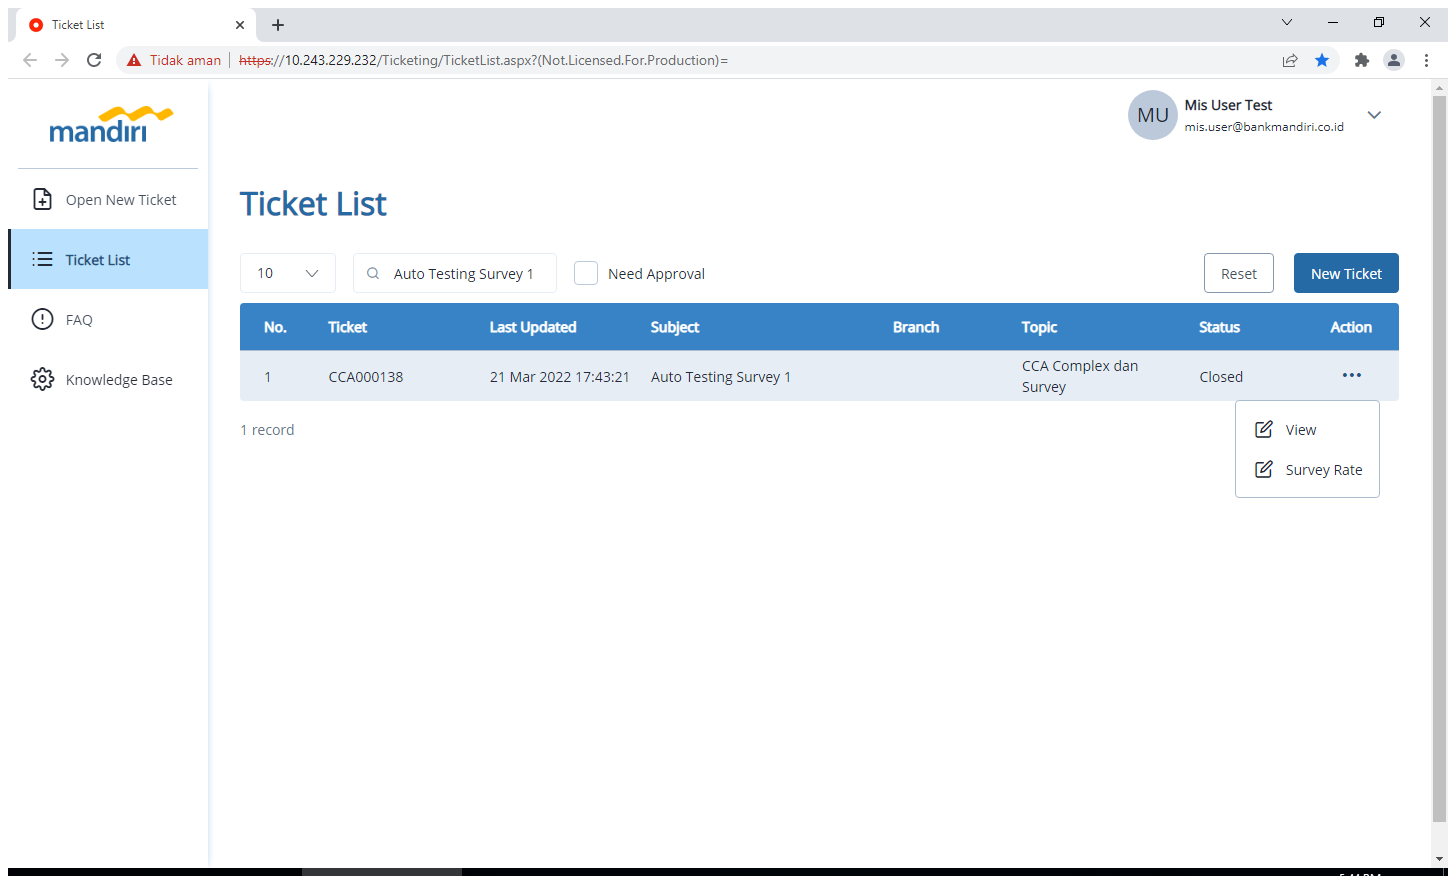 Ticket List
Tidak aman https://10.243.229.232/Ticketing/TicketList.aspx?(Not.Licensed.For.Production)=
mandiri
MU
Mis User Test
mis.user@bankmandiri.co.id
Open New Ticket
Ticket List
FAQ
Knowledge Base
Ticket List
10 Auto Testing Survey 1 Need Approval Reset New Ticket
No. Ticket Last Updated Subject Branch Topic Status Action
1 CCA000138 21 Mar 2022 17:43:21 Auto Testing Survey 1 CCA Complex dan Closed
Survey
1 record
View
Survey Rate